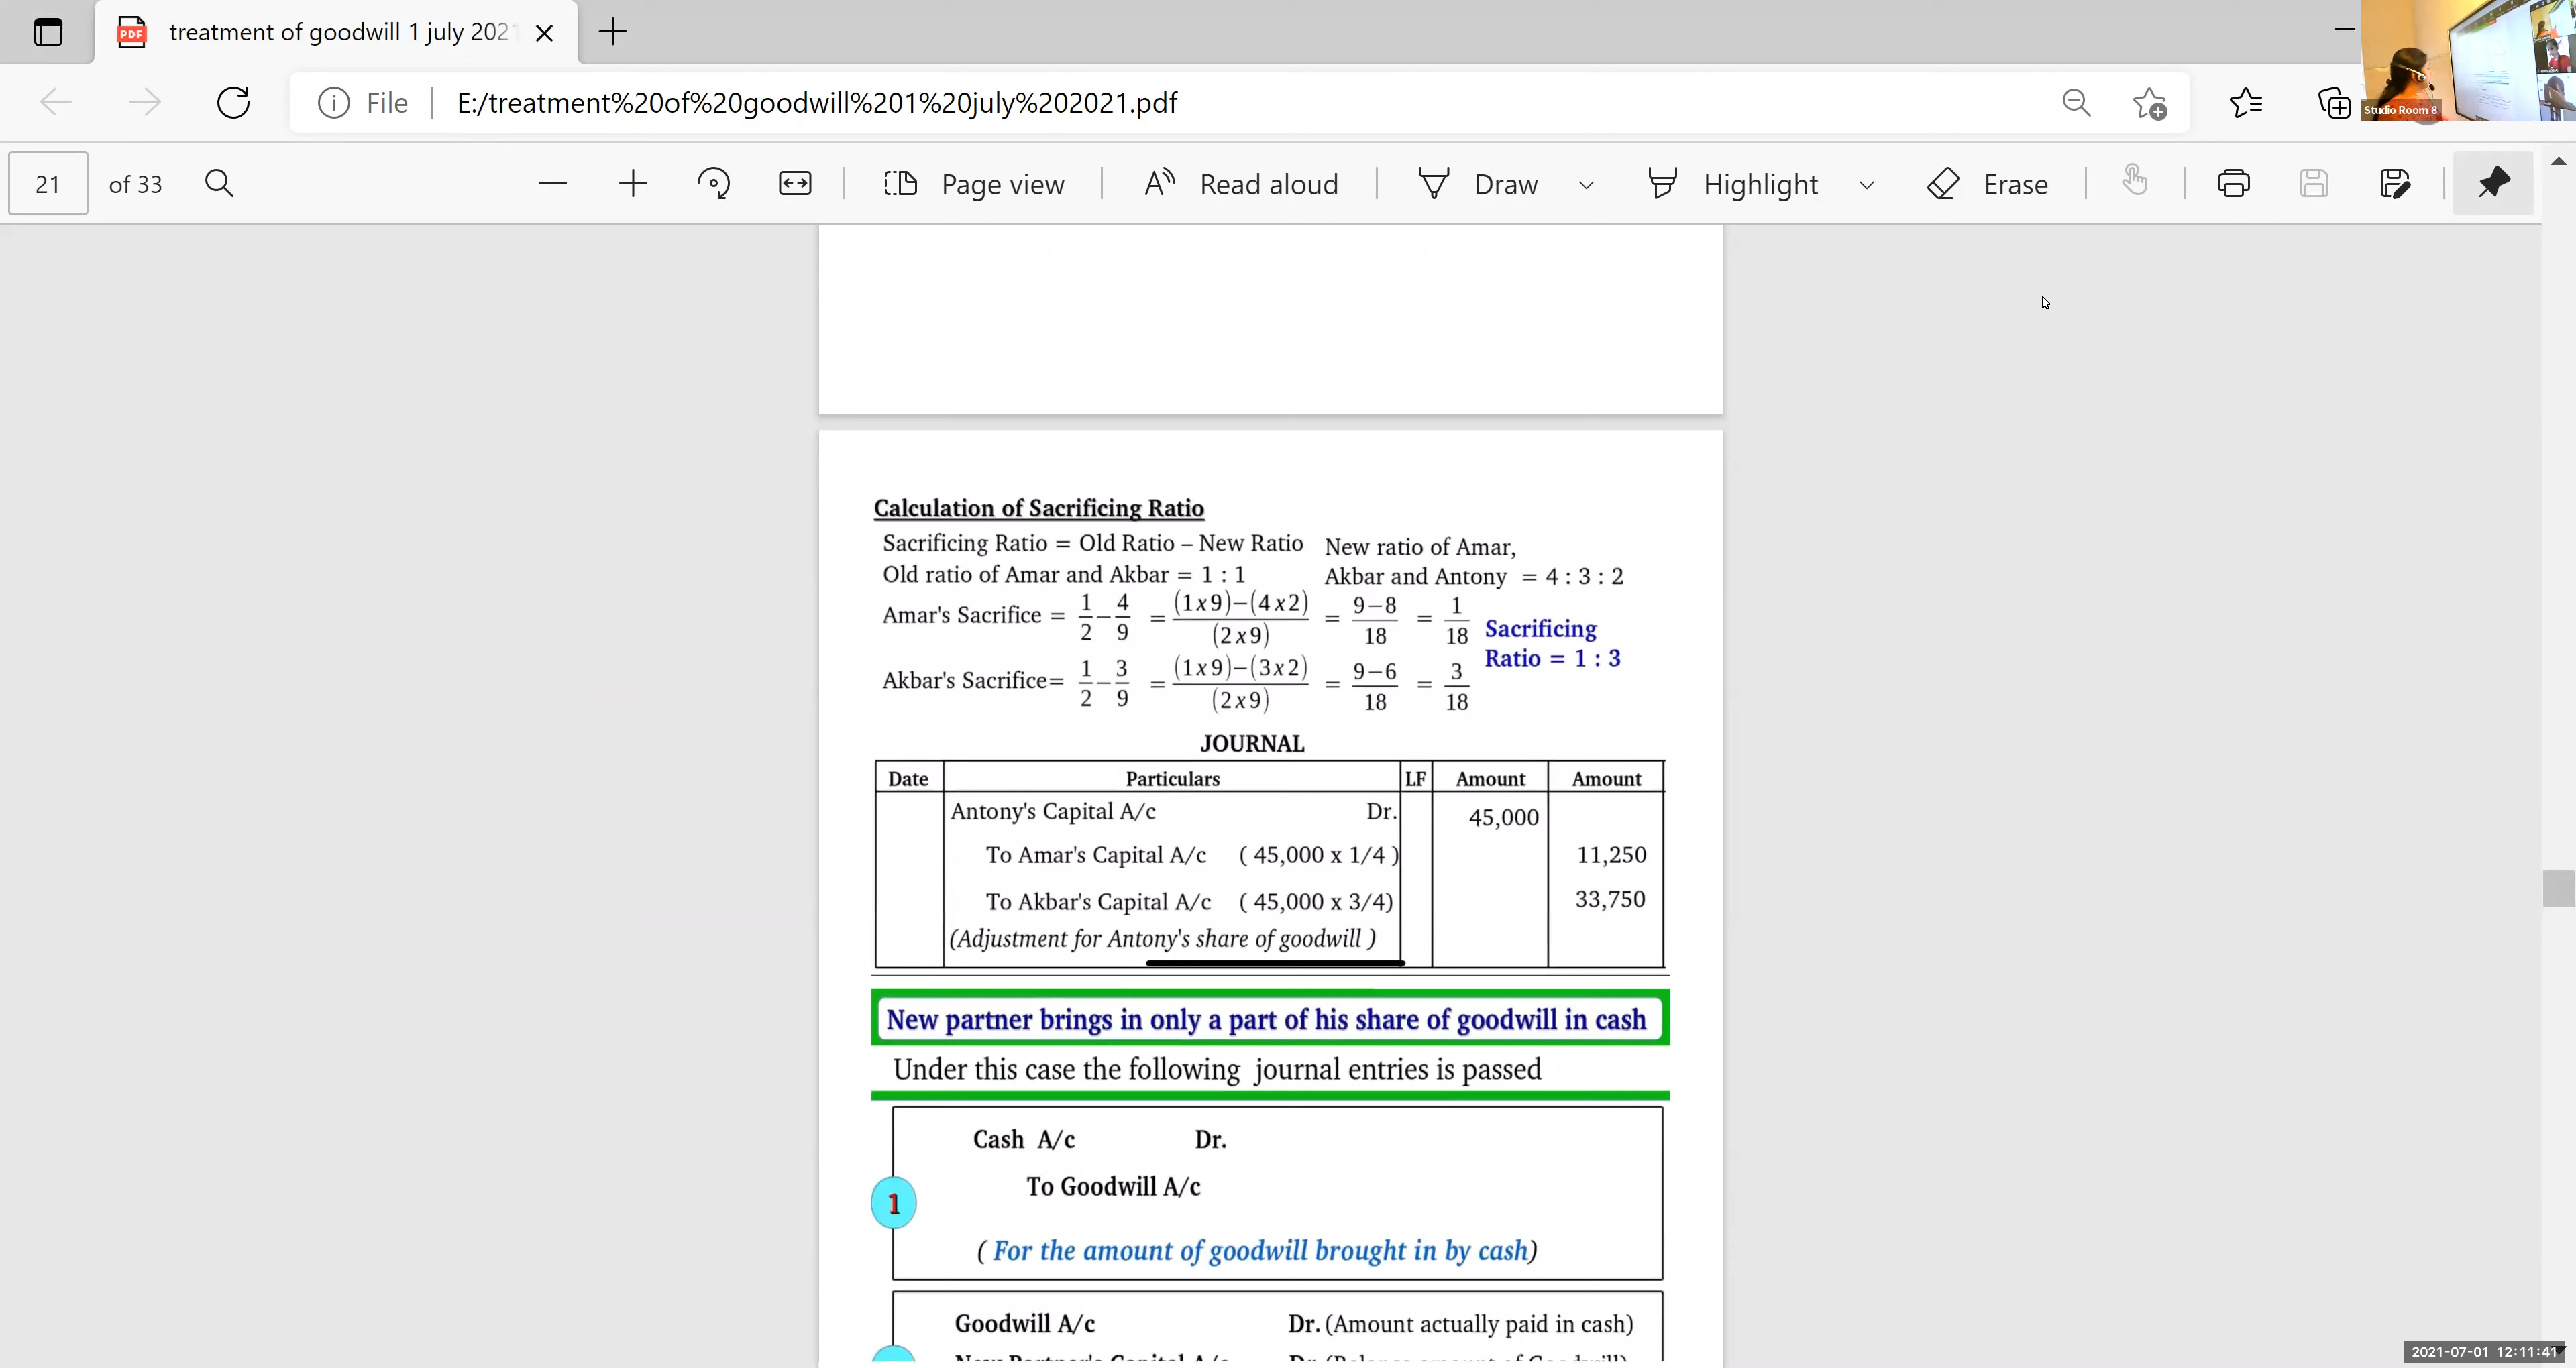 treatment of goodwill 1 july 202
File
E:/treatment%20of%20goodwill%201%20july%202021.pdf
Studio Room 8
21 of 33
Page view
Read aloud
Draw
Highlight
Erase
Calculation of Sacrificing Ratio
Sacrificing Ratio = Old Ratio – New Ratio New ratio of Amar,
Old ratio of Amar and Akbar = 1 : 1 Akbar and Antony = 4 : 3 : 2
Amar's Sacrifice = 1/2 − 4/9 = (1x9)−(4x2)/(2x9) = 9−8/18 = 1/18
Sacrificing
Ratio = 1 : 3
Akbar's Sacrifice= 1/2 − 3/9 = (1x9)−(3x2)/(2x9) = 9−6/18 = 3/18
JOURNAL
Date Particulars LF Amount Amount
Antony's Capital A/c Dr. 45,000
To Amar's Capital A/c ( 45,000 x 1/4 ) 11,250
To Akbar's Capital A/c ( 45,000 x 3/4) 33,750
(Adjustment for Antony's share of goodwill )
New partner brings in only a part of his share of goodwill in cash
Under this case the following journal entries is passed
Cash A/c Dr.
To Goodwill A/c
1
( For the amount of goodwill brought in by cash)
Goodwill A/c Dr. (Amount actually paid in cash)
New Partner's Capital A/c Dr. (Balance amount of Goodwill)
2021-07-01 12:11:41